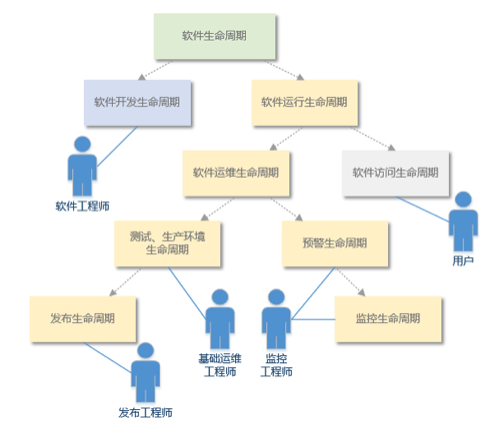 软件生命周期
软件开发生命周期
软件运行生命周期
软件工程师
软件运维生命周期
软件访问生命周期
用户
测试、生产环境
生命周期
预警生命周期
发布生命周期
基础运维
工程师
监控
工程师
监控生命周期
发布工程师